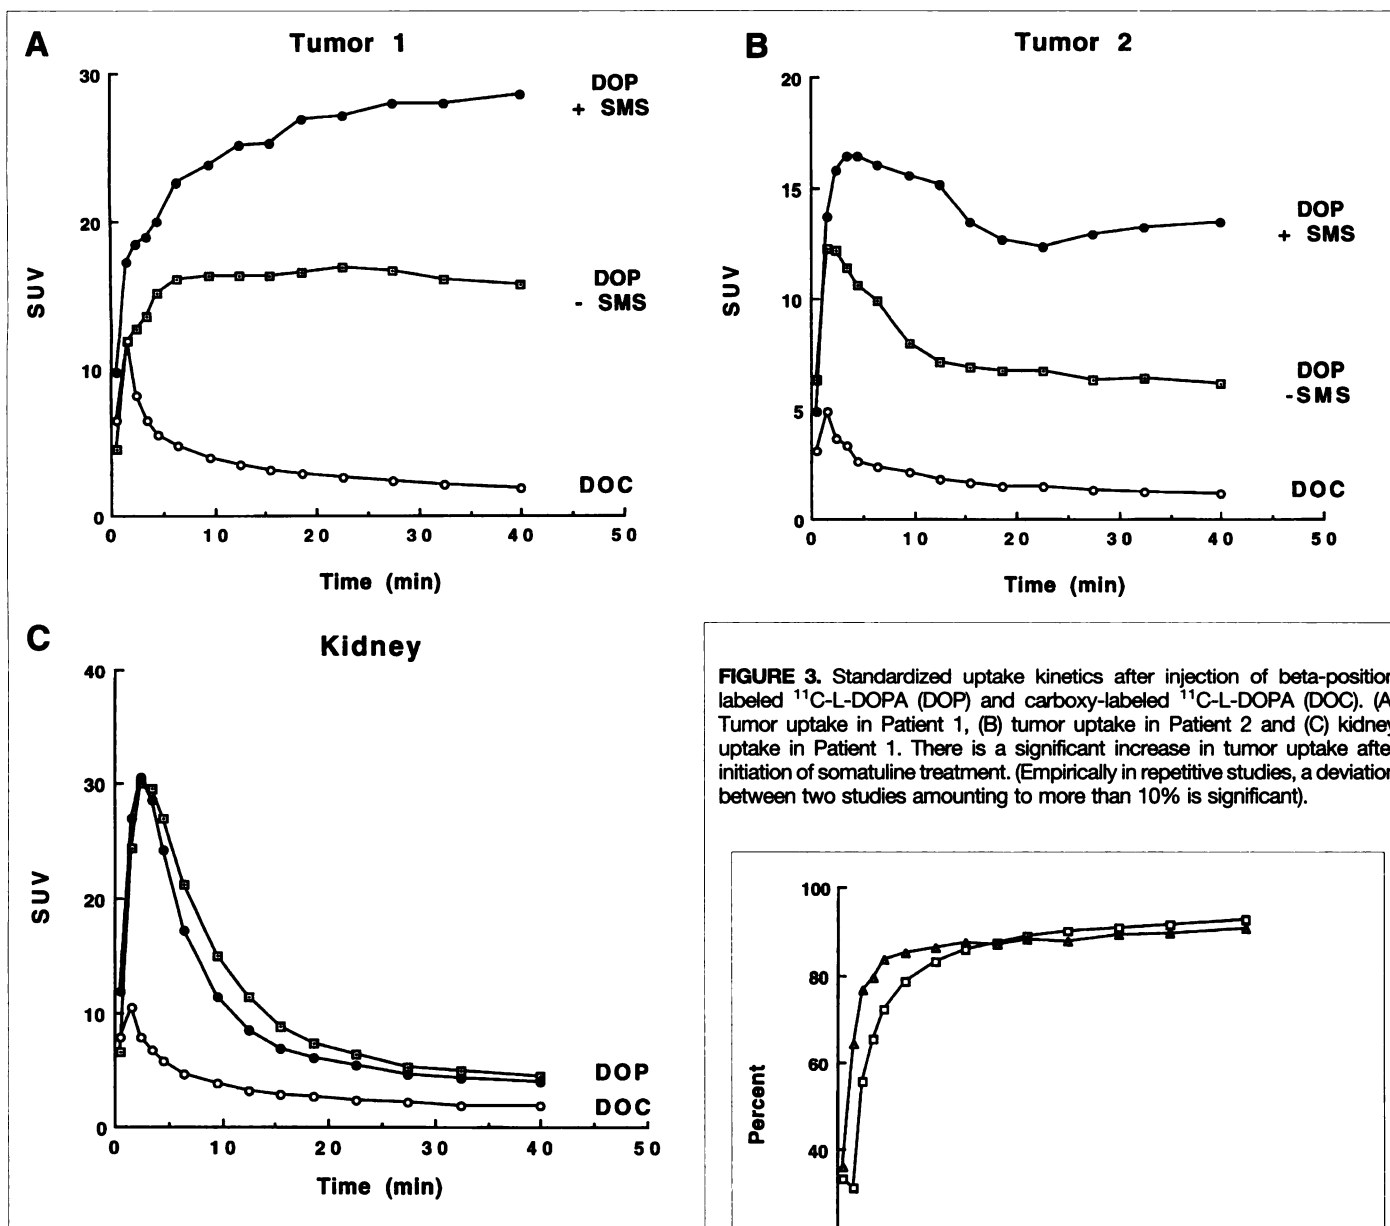 A
Tumor 1
30
20
10
0
SUV
DOP
+ SMS
DOP
- SMS
DOC
0 10 20 30 40 50
Time (min)
B
Tumor 2
20
15
10
5
0
SUV
DOP
+ SMS
DOP
-SMS
DOC
0 10 20 30 40 50
Time (min)
C
Kidney
40
30
20
10
0
SUV
DOP
DOC
0 10 20 30 40 50
Time (min)
FIGURE 3. Standardized uptake kinetics after injection of beta-position
labeled ¹¹C-L-DOPA (DOP) and carboxy-labeled ¹¹C-L-DOPA (DOC). (A
Tumor uptake in Patient 1, (B) tumor uptake in Patient 2 and (C) kidney
uptake in Patient 1. There is a significant increase in tumor uptake afte
initiation of somatuline treatment. (Empirically in repetitive studies, a deviation
between two studies amounting to more than 10% is significant).
100
80
60
40
Percent